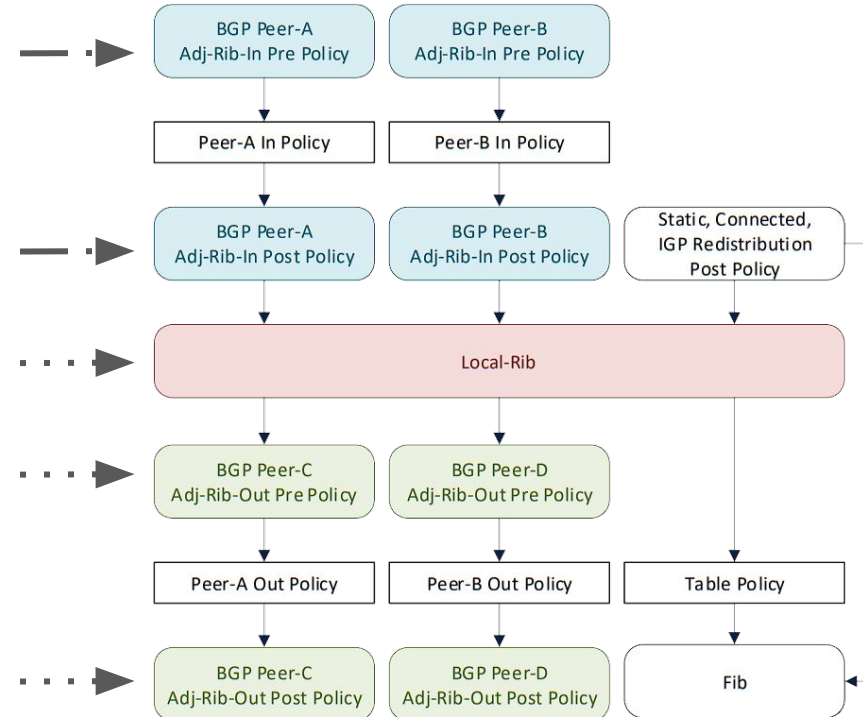 BGP Peer-A
Adj-Rib-In Pre Policy
BGP Peer-B
Adj-Rib-In Pre Policy
Peer-A In Policy
Peer-B In Policy
BGP Peer-A
Adj-Rib-In Post Policy
BGP Peer-B
Adj-Rib-In Post Policy
Static, Connected,
IGP Redistribution
Post Policy
Local-Rib
BGP Peer-C
Adj-Rib-Out Pre Policy
BGP Peer-D
Adj-Rib-Out Pre Policy
Peer-A Out Policy
Peer-B Out Policy
Table Policy
BGP Peer-C
Adj-Rib-Out Post Policy
BGP Peer-D
Adj-Rib-Out Post Policy
Fib